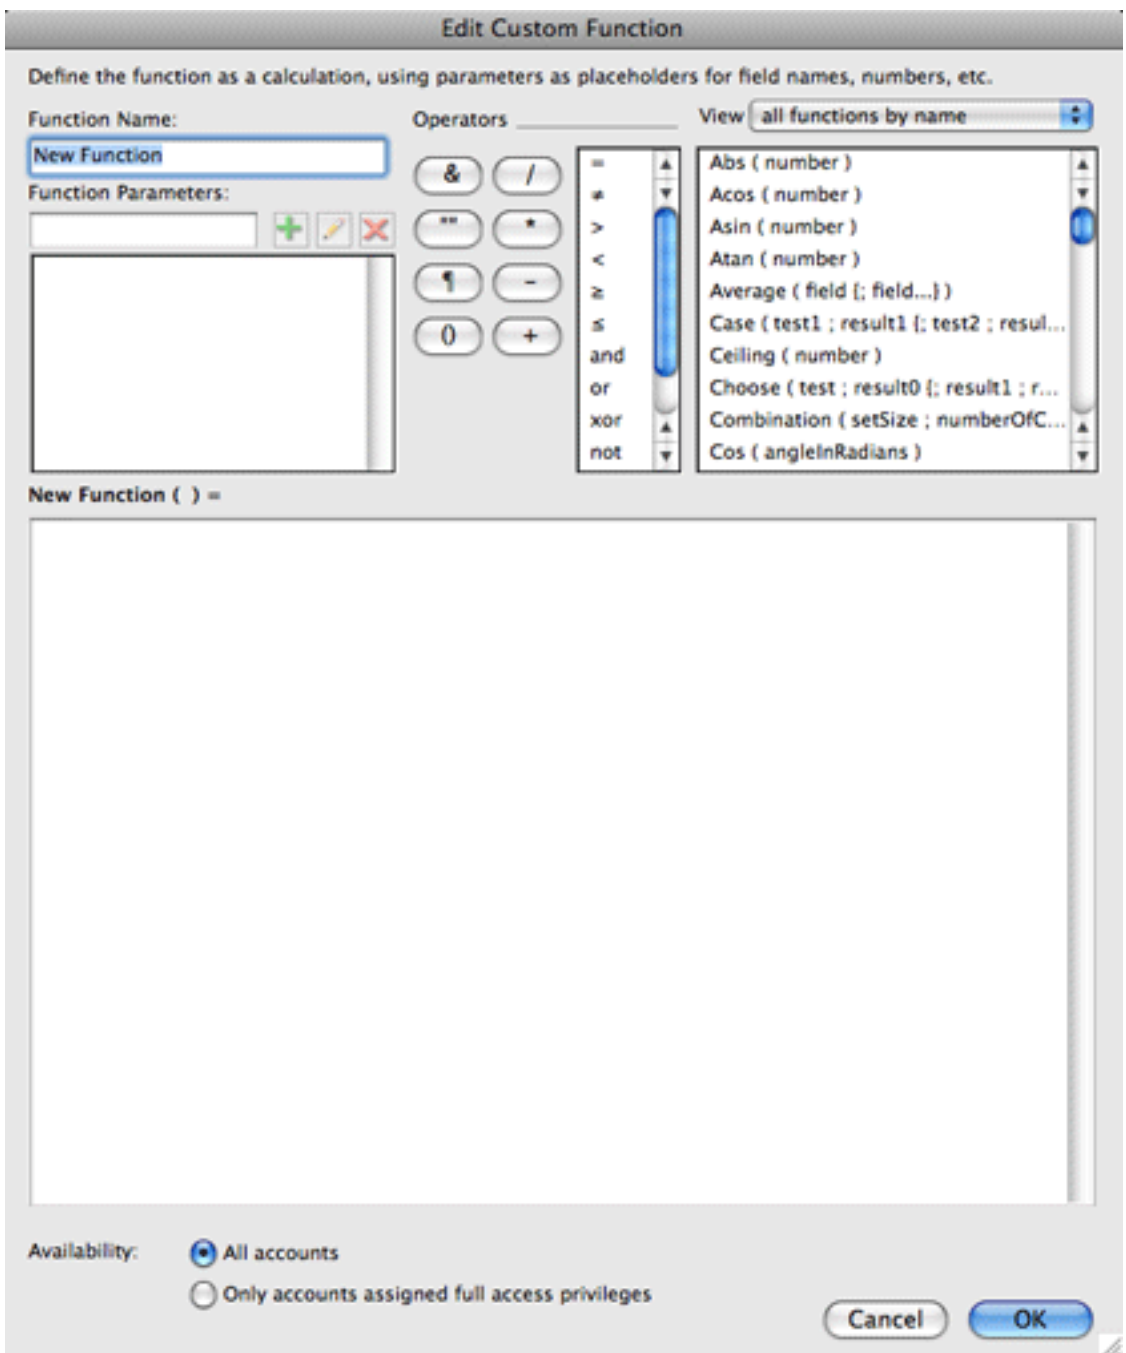 Edit Custom Function
Define the function as a calculation, using parameters as placeholders for field names, numbers, etc.
Function Name:
New Function
Function Parameters:
Operators
& /
"" *
¶ -
() +
=
≠
>
<
≥
≤
and
or
xor
not
View all functions by name
Abs ( number )
Acos ( number )
Asin ( number )
Atan ( number )
Average ( field {; field...} )
Case ( test1 ; result1 {; test2 ; resul...
Ceiling ( number )
Choose ( test ; result0 {; result1 ; r...
Combination ( setSize ; numberOfC...
Cos ( angleInRadians )
New Function ( ) =
Availability:
All accounts
Only accounts assigned full access privileges
Cancel
OK